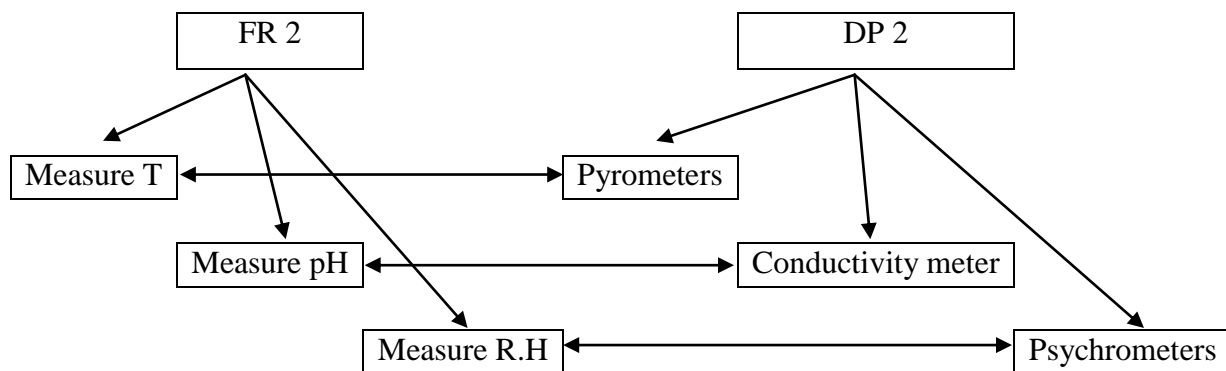 FR 2
DP 2
Measure T
Pyrometers
Measure pH
Conductivity meter
Measure R.H
Psychrometers